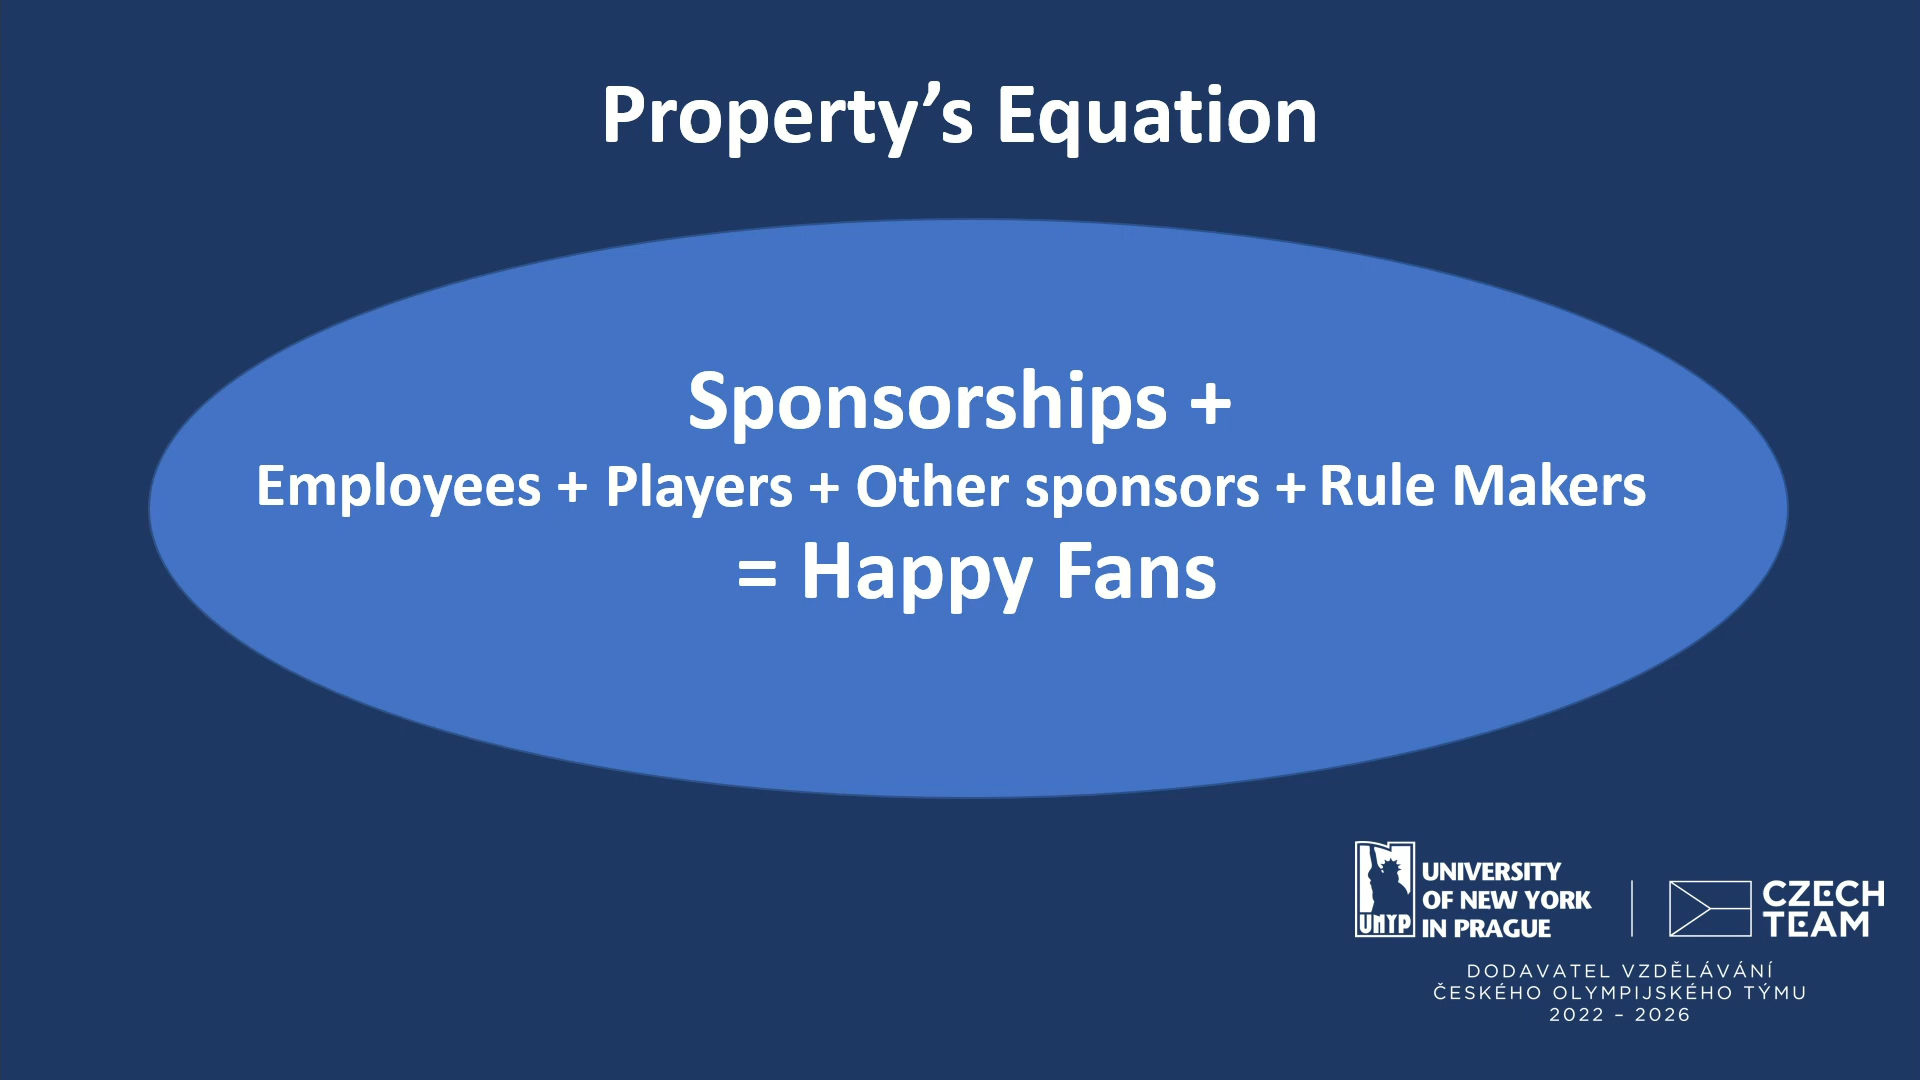 Property’s Equation
Sponsorships +
Employees + Players + Other sponsors + Rule Makers
= Happy Fans
UNYP
UNIVERSITY
OF NEW YORK
IN PRAGUE
CZECH
TEAM
DODAVATEL VZDĚLÁVÁNÍ
ČESKÉHO OLYMPIJSKÉHO TÝMU
2022 – 2026